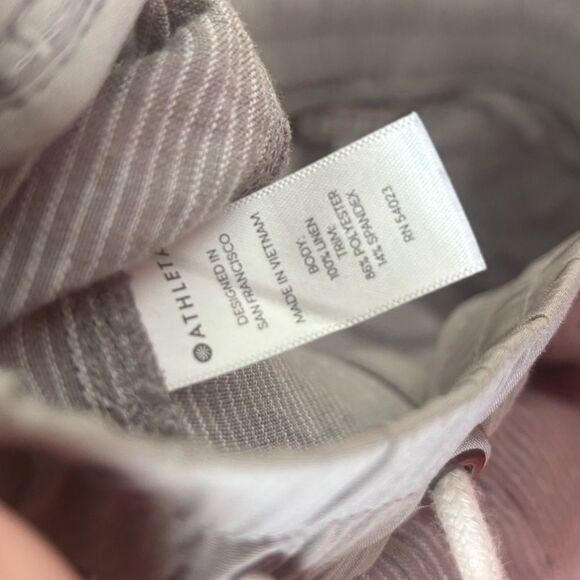 ATHLETA
DESIGNED IN
SAN FRANCISCO
MADE IN VIETNAM
BODY:
100% LINEN
TRIM:
86% POLYESTER
14% SPANDEX
RN 54023